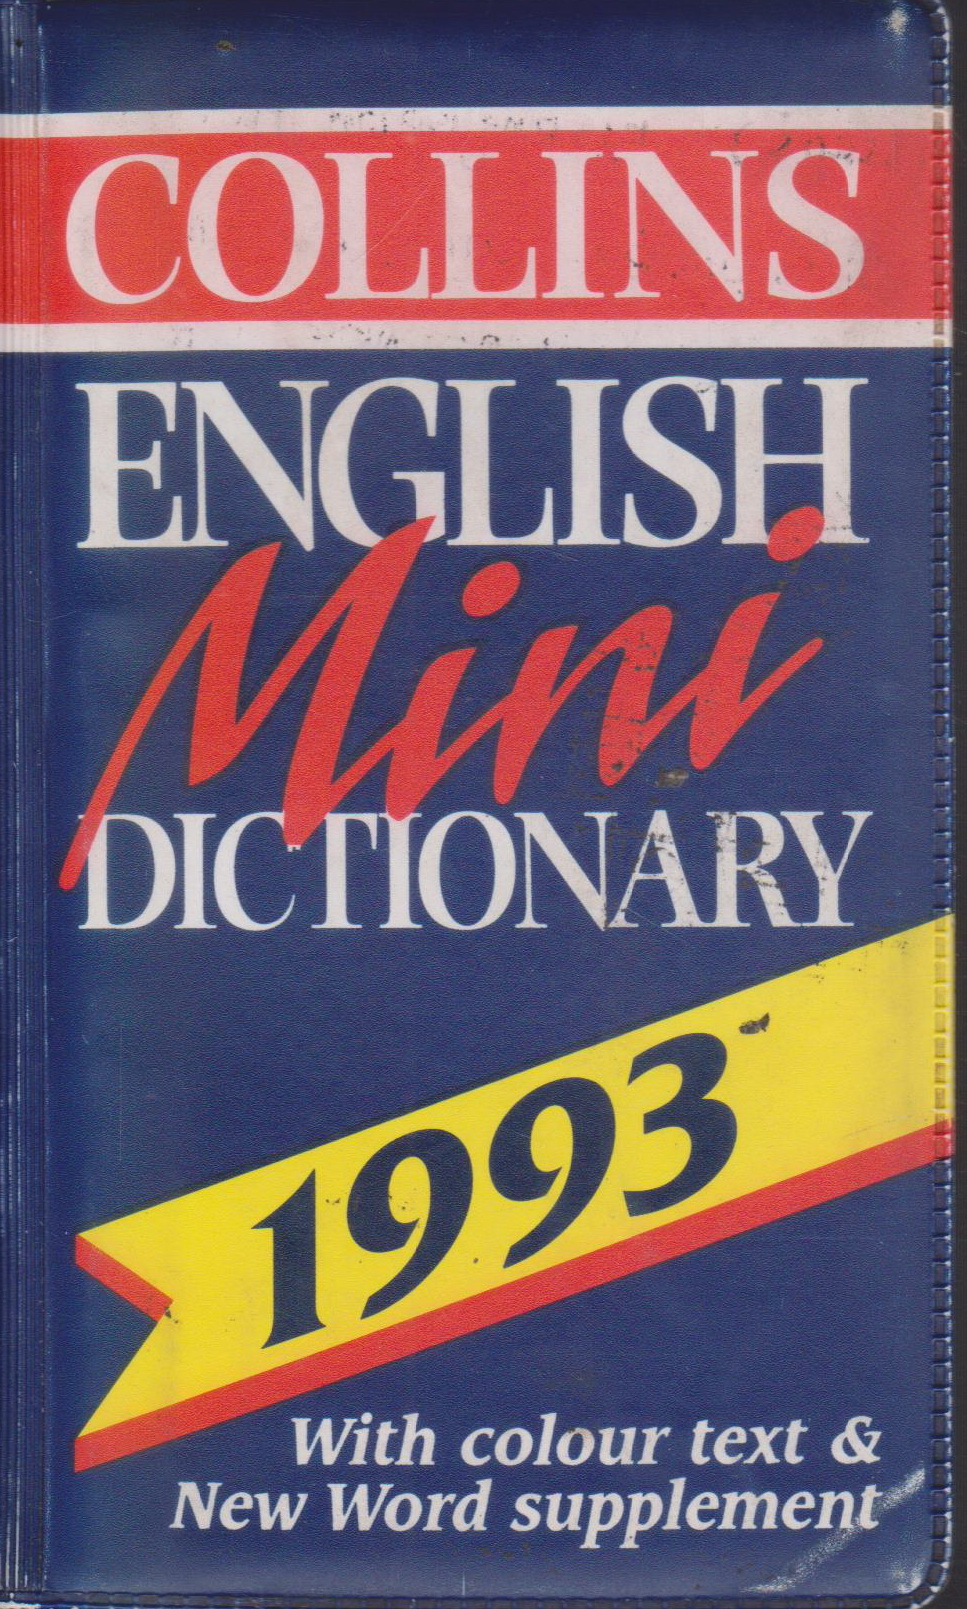 COLLINS
ENGLISH
Mini
DICTIONARY
1993
With colour text &
New Word supplement